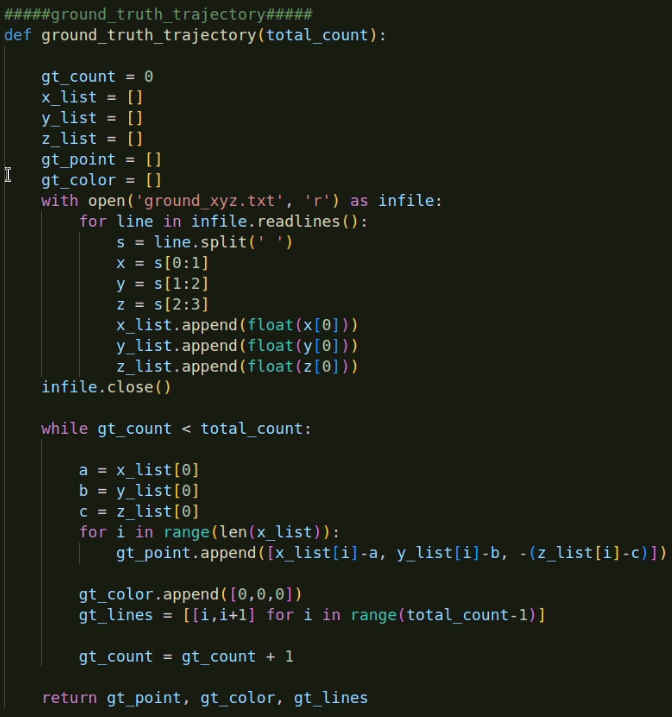 #####ground_truth_trajectory#####
def ground_truth_trajectory(total_count):
    gt_count = 0
    x_list = []
    y_list = []
    z_list = []
    gt_point = []
    gt_color = []
    with open('ground_xyz.txt', 'r') as infile:
        for line in infile.readlines():
            s = line.split(' ')
            x = s[0:1]
            y = s[1:2]
            z = s[2:3]
            x_list.append(float(x[0]))
            y_list.append(float(y[0]))
            z_list.append(float(z[0]))
    infile.close()
    while gt_count < total_count:
        a = x_list[0]
        b = y_list[0]
        c = z_list[0]
        for i in range(len(x_list)):
            gt_point.append([x_list[i]-a, y_list[i]-b, -(z_list[i]-c)])
        gt_color.append([0,0,0])
        gt_lines = [[i,i+1] for i in range(total_count-1)]
        gt_count = gt_count + 1
    return gt_point, gt_color, gt_lines